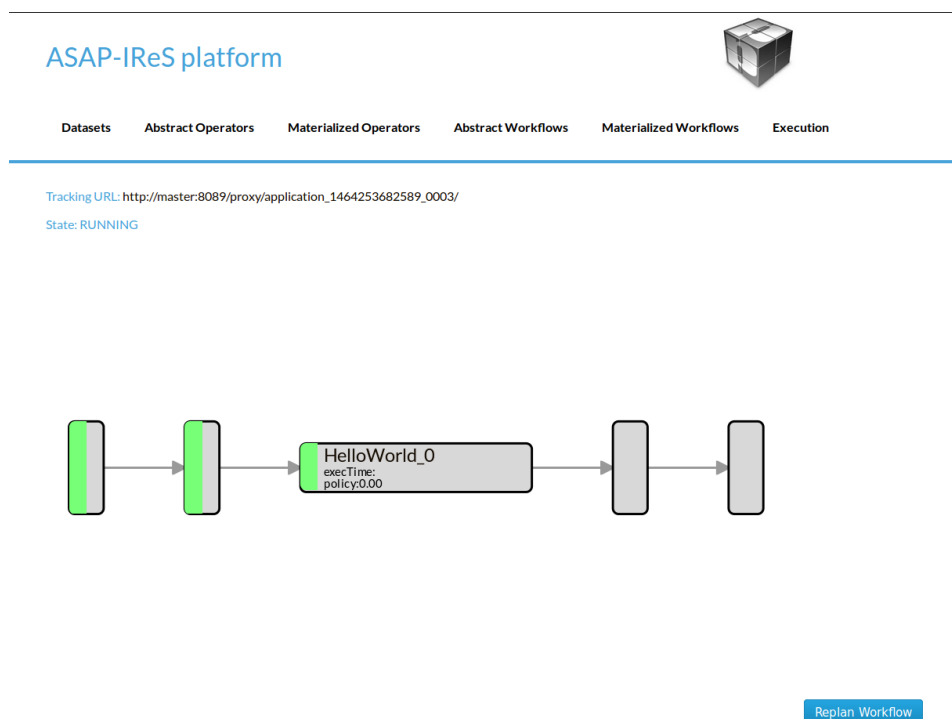 ASAP-IReS platform
Datasets Abstract Operators Materialized Operators Abstract Workflows Materialized Workflows Execution
Tracking URL: http://master:8089/proxy/application_1464253682589_0003/
State: RUNNING
HelloWorld_0
execTime:
policy:0.00
Replan Workflow